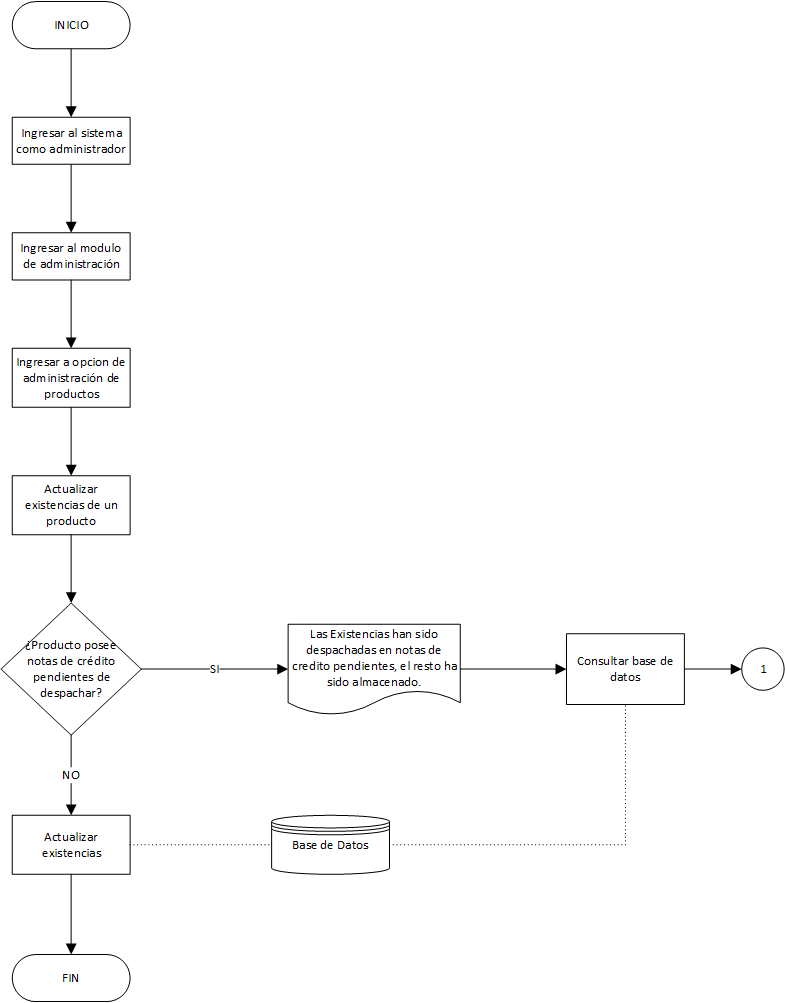 INICIO
Ingresar al sistema
como administrador
Ingresar al modulo
de administración
Ingresar a opcion de
administración de
productos
Actualizar
existencias de un
producto
¿Producto posee
notas de crédito
pendientes de
despachar?
SI
Las Existencias han sido
despachadas en notas de
credito pendientes, el resto ha
sido almacenado.
Consultar base de
datos
1
NO
Actualizar
existencias
Base de Datos
FIN